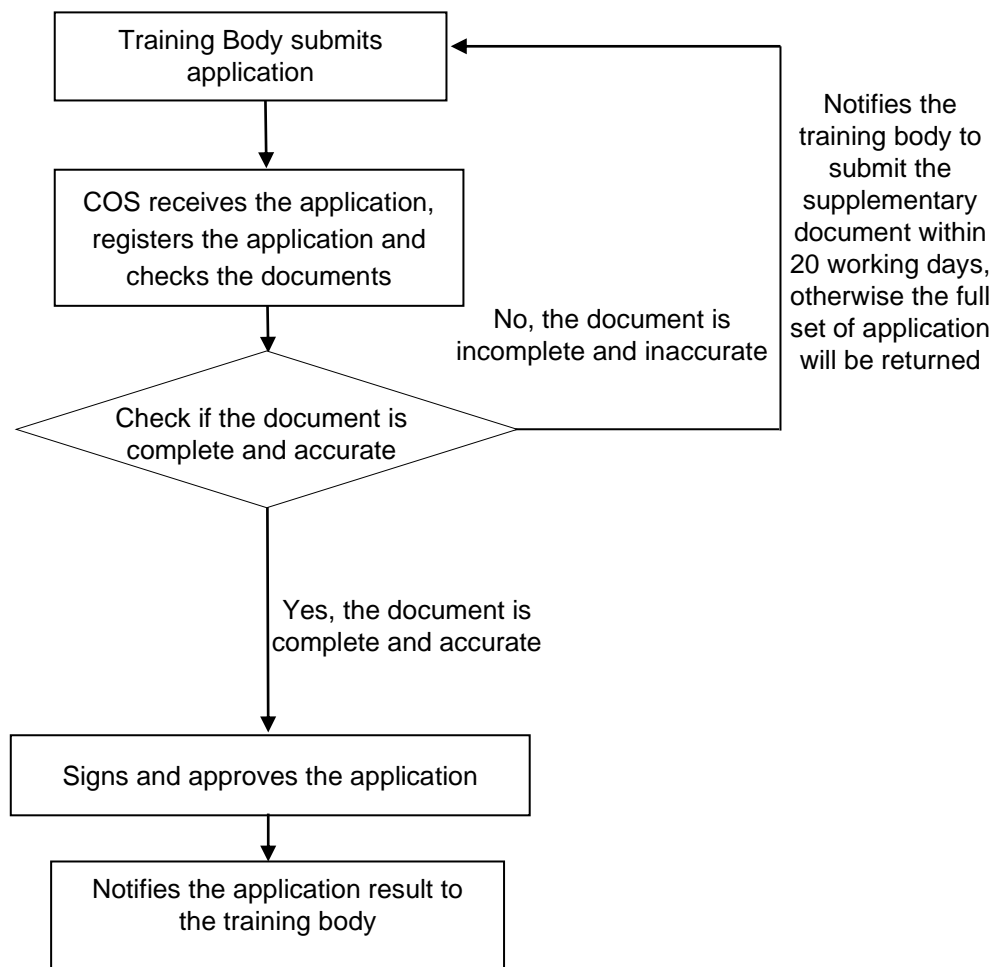 Training Body submits
application
Notifies the
training body to
submit the
supplementary
document within
20 working days,
otherwise the full
set of application
will be returned
COS receives the application,
registers the application and
checks the documents
No, the document is
incomplete and inaccurate
Check if the document is
complete and accurate
Yes, the document is
complete and accurate
Signs and approves the application
Notifies the application result to
the training body